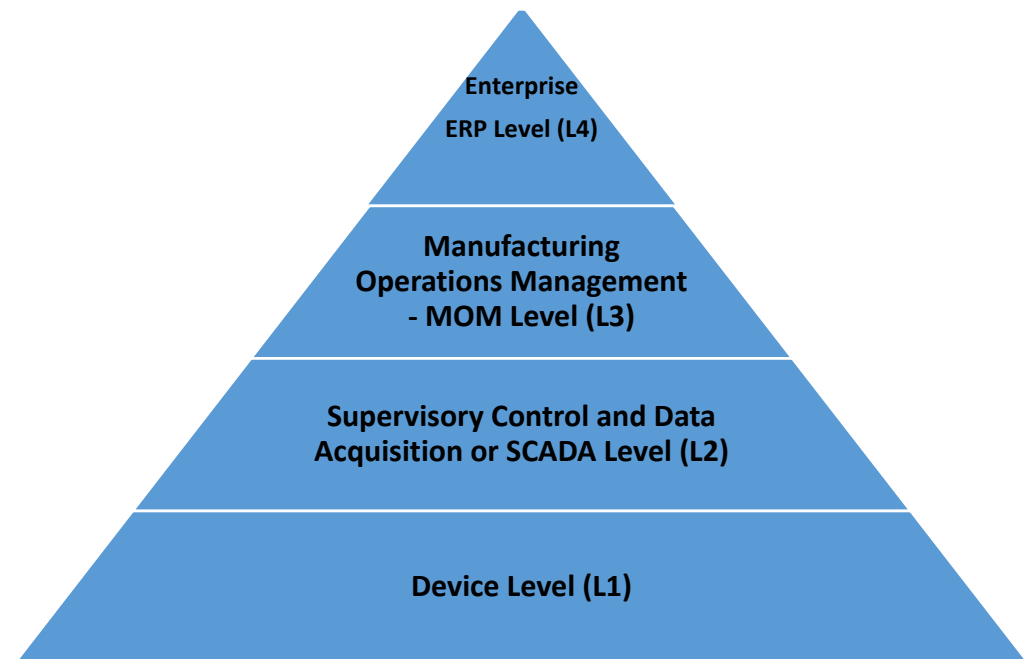 Enterprise
ERP Level (L4)
Manufacturing
Operations Management
- MOM Level (L3)
Supervisory Control and Data
Acquisition or SCADA Level (L2)
Device Level (L1)